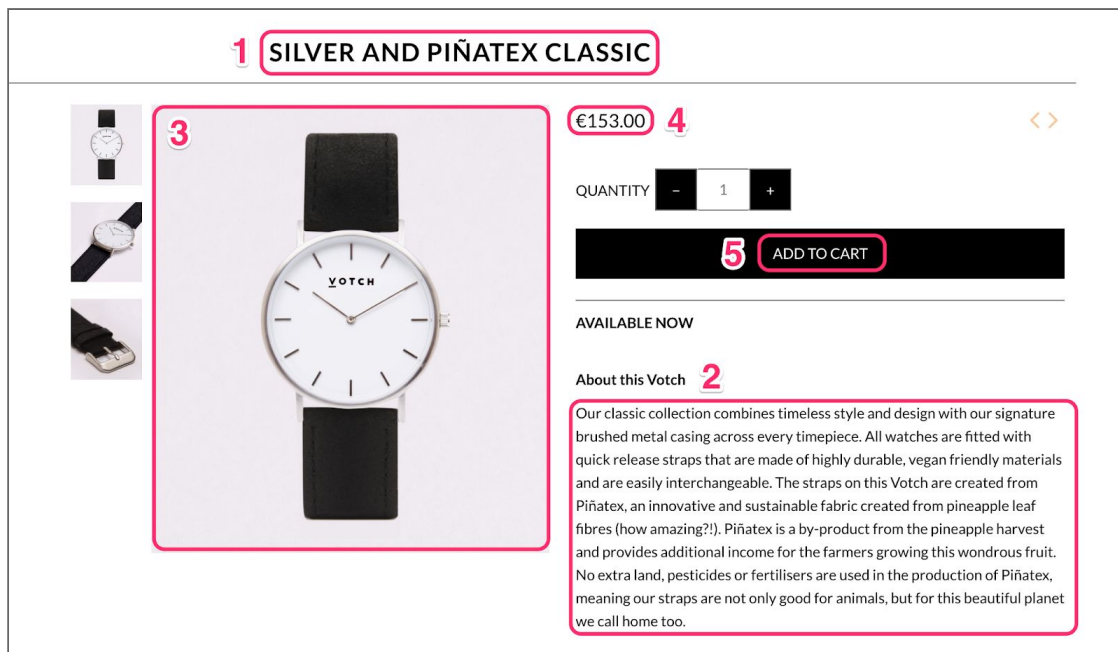 1 SILVER AND PIÑATEX CLASSIC
3
VOTCH
€153.00 4
< >
QUANTITY - 1 +
5 ADD TO CART
AVAILABLE NOW
About this Votch 2
Our classic collection combines timeless style and design with our signature
brushed metal casing across every timepiece. All watches are fitted with
quick release straps that are made of highly durable, vegan friendly materials
and are easily interchangeable. The straps on this Votch are created from
Piñatex, an innovative and sustainable fabric created from pineapple leaf
fibres (how amazing?!). Piñatex is a by-product from the pineapple harvest
and provides additional income for the farmers growing this wondrous fruit.
No extra land, pesticides or fertilisers are used in the production of Piñatex,
meaning our straps are not only good for animals, but for this beautiful planet
we call home too.